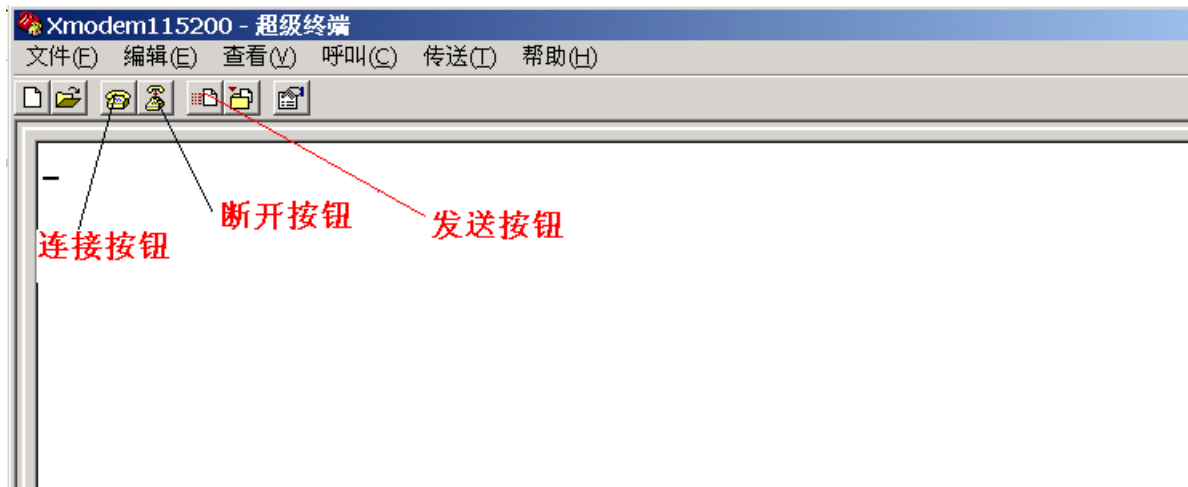 Xmodem115200 - 超级终端
文件(F) 编辑(E) 查看(V) 呼叫(C) 传送(T) 帮助(H)
断开按钮
发送按钮
连接按钮